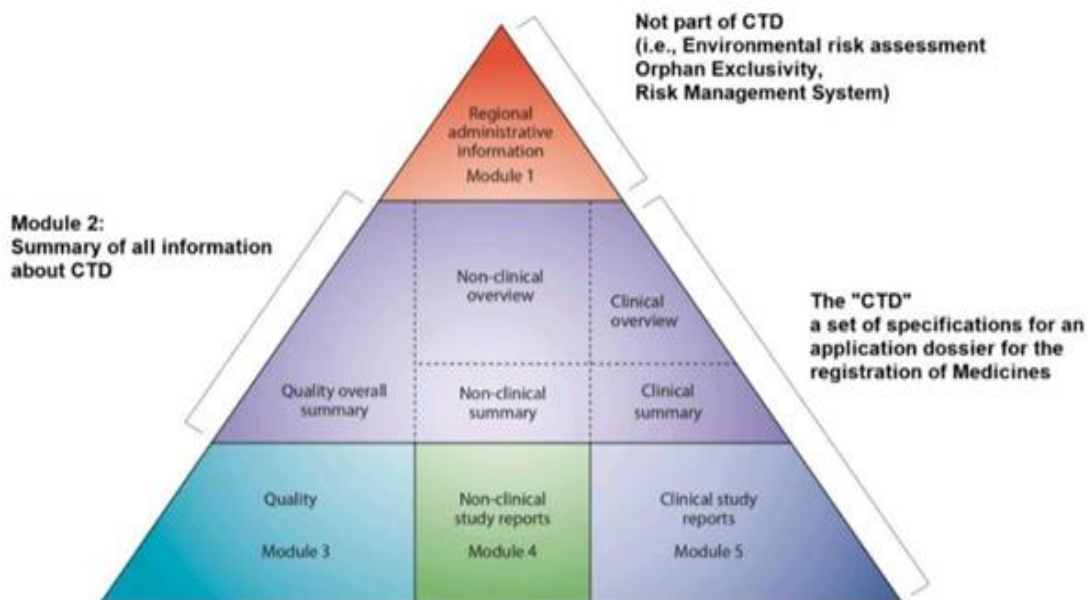 Not part of CTD
(i.e., Environmental risk assessment
Orphan Exclusivity,
Risk Management System)
Regional
administrative
information
Module 1
Module 2:
Summary of all information
about CTD
Non-clinical
overview
Clinical
overview
The "CTD"
a set of specifications for an
application dossier for the
registration of Medicines
Quality overall
summary
Non-clinical
summary
Clinical
summary
Quality
Module 3
Non-clinical
study reports
Module 4
Clinical study
reports
Module 5